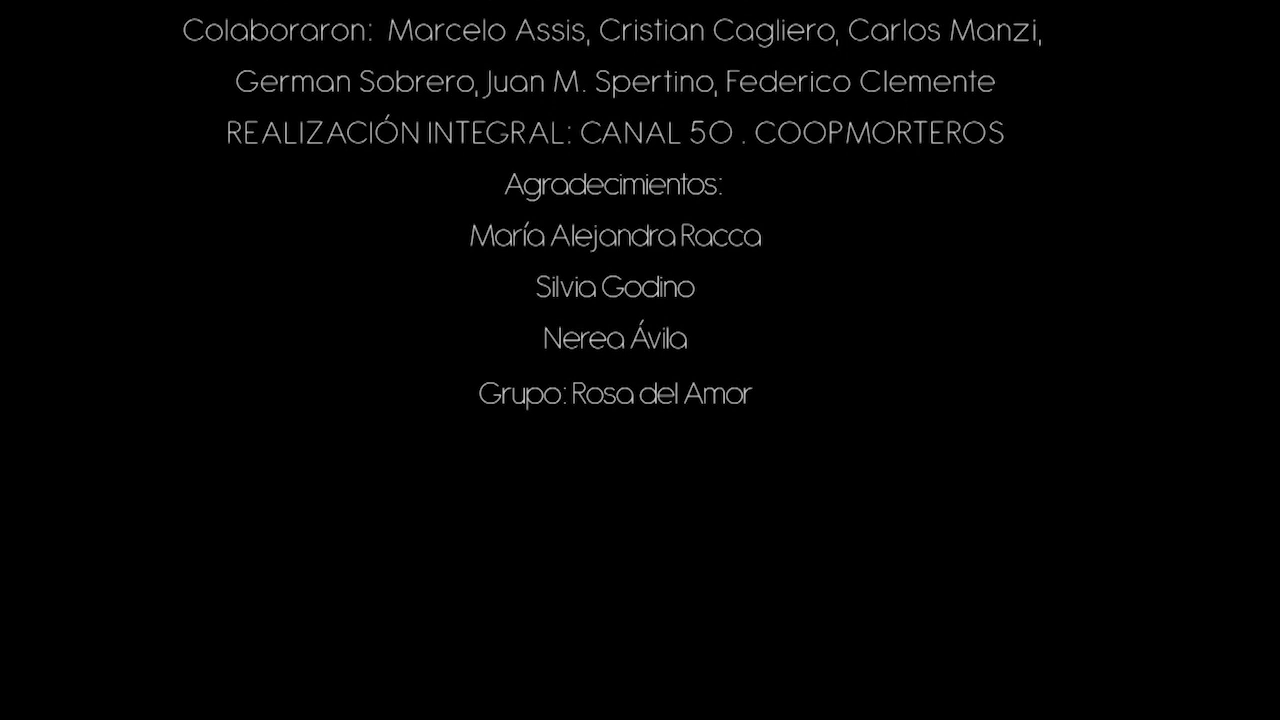 Colaboraron: Marcelo Assis, Cristian Cagliero, Carlos Manzi,
German Sobrero, Juan M. Spertino, Federico Clemente
REALIZACIÓN INTEGRAL: CANAL 50 . COOPMORTEROS
Agradecimientos:
María Alejandra Racca
Silvia Godino
Nerea Ávila
Grupo: Rosa del Amor